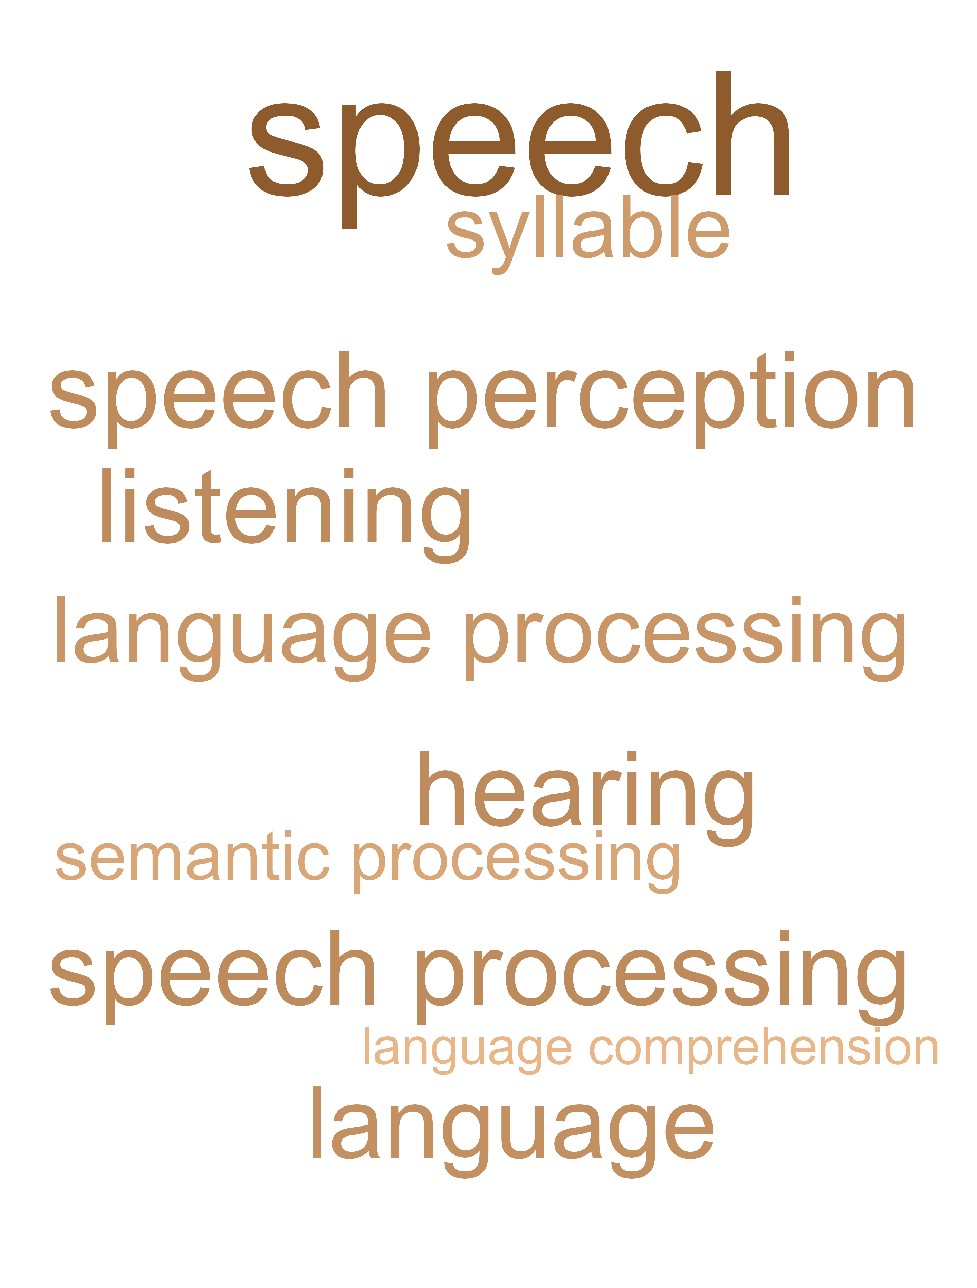 speech
syllable
speech perception
listening
language processing
hearing
semantic processing
speech processing
language comprehension
language